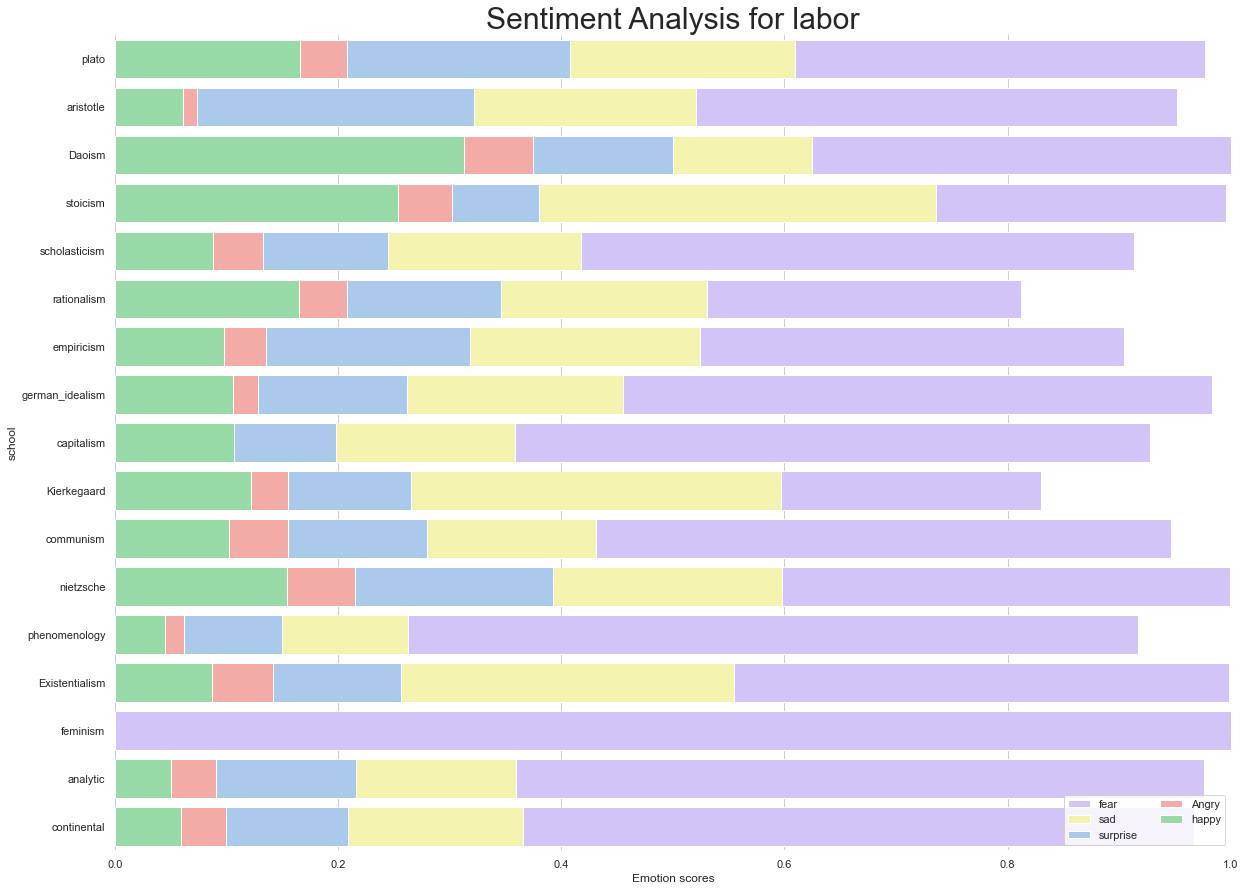 Sentiment Analysis for labor
plato
aristotle
Daoism
stoicism
scholasticism
rationalism
empiricism
german_idealism
capitalism
school
Kierkegaard
communism
nietzsche
phenomenology
Existentialism
feminism
analytic
continental
fear
sad
surprise
Angry
happy
0.0 0.2 0.4 0.6 0.8 1.0
Emotion scores